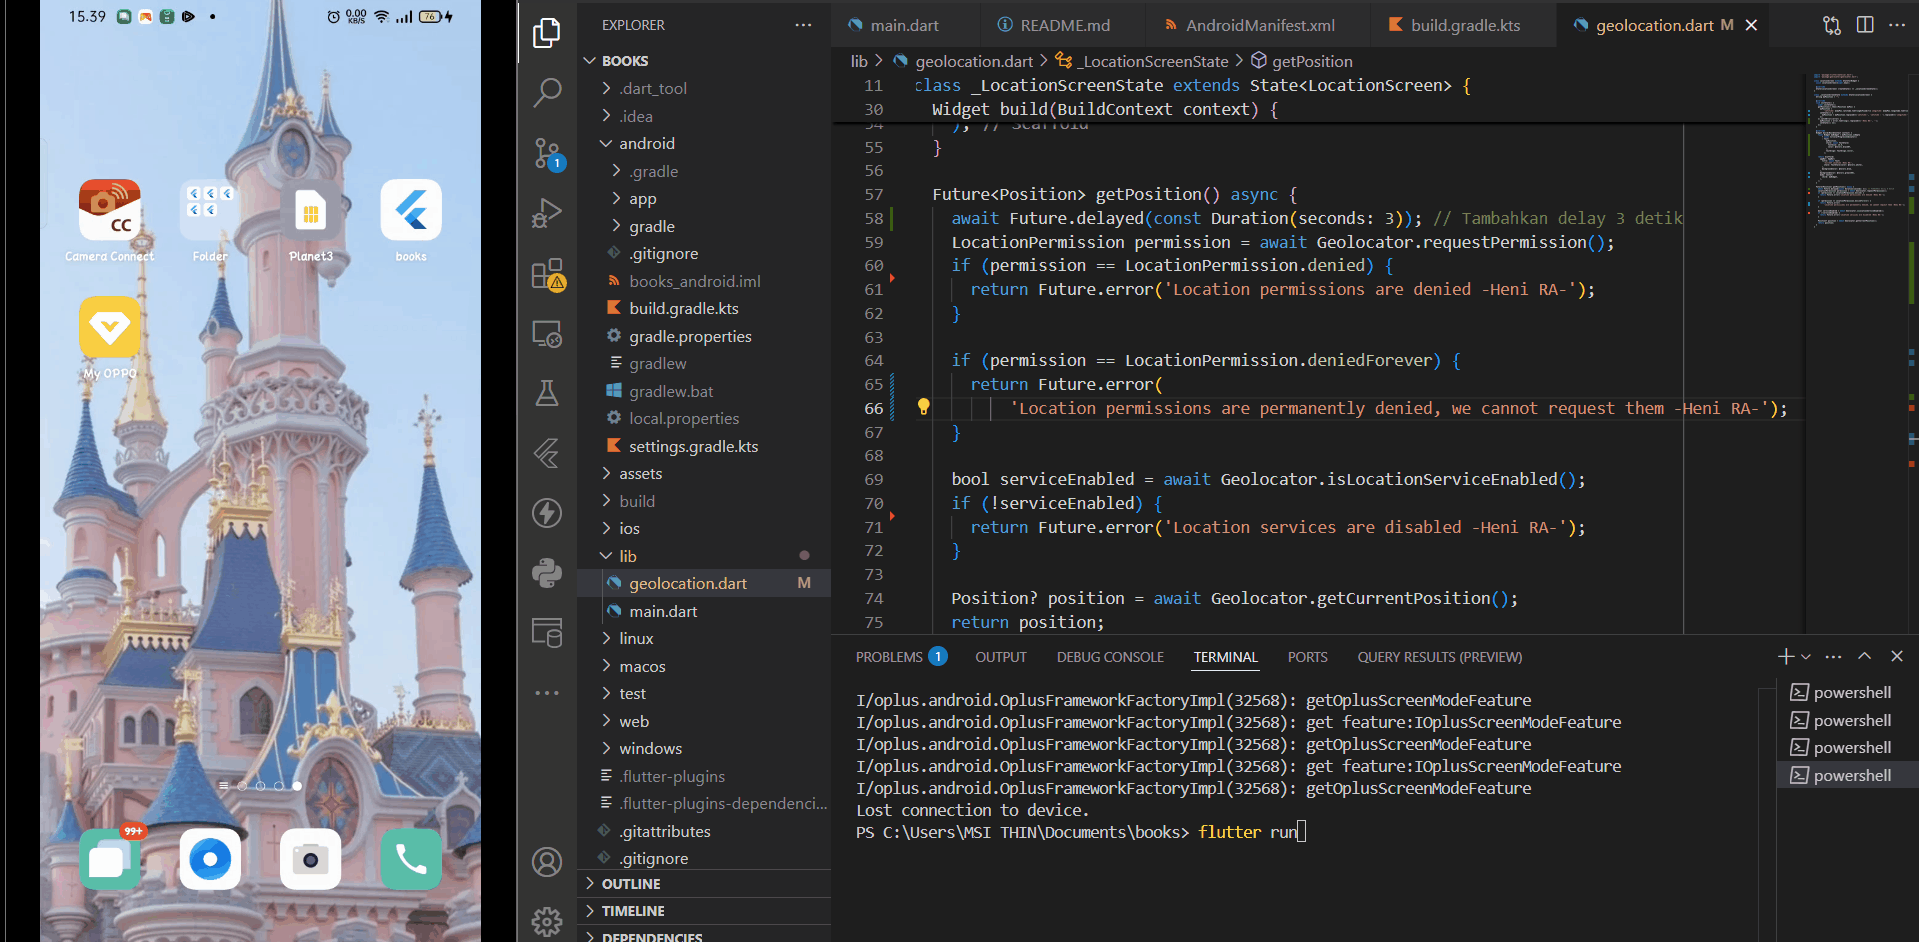 15.39
0.00 KB/S
76
CC
Camera Connect
Folder
Planet3
books
My OPPO
99+
EXPLORER
BOOKS
.dart_tool
.idea
android
.gradle
app
gradle
.gitignore
books_android.iml
build.gradle.kts
gradle.properties
gradlew
gradlew.bat
local.properties
settings.gradle.kts
assets
build
ios
lib
geolocation.dart M
main.dart
linux
macos
test
web
windows
.flutter-plugins
.flutter-plugins-dependenci...
.gitattributes
.gitignore
OUTLINE
TIMELINE
DEPENDENCIES
1
main.dart
README.md
AndroidManifest.xml
build.gradle.kts
geolocation.dart M
lib > geolocation.dart > _LocationScreenState > getPosition
11 class _LocationScreenState extends State<LocationScreen> {
30 Widget build(BuildContext context) {
54 ); // Scaffold
55 }
56
57 Future<Position> getPosition() async {
58 await Future.delayed(const Duration(seconds: 3)); // Tambahkan delay 3 detik
59 LocationPermission permission = await Geolocator.requestPermission();
60 if (permission == LocationPermission.denied) {
61 return Future.error('Location permissions are denied -Heni RA-');
62 }
63
64 if (permission == LocationPermission.deniedForever) {
65 return Future.error(
66 'Location permissions are permanently denied, we cannot request them -Heni RA-');
67 }
68
69 bool serviceEnabled = await Geolocator.isLocationServiceEnabled();
70 if (!serviceEnabled) {
71 return Future.error('Location services are disabled -Heni RA-');
72 }
73
74 Position? position = await Geolocator.getCurrentPosition();
75 return position;
PROBLEMS 1 OUTPUT DEBUG CONSOLE TERMINAL PORTS QUERY RESULTS (PREVIEW)
I/oplus.android.OplusFrameworkFactoryImpl(32568): getOplusScreenModeFeature
I/oplus.android.OplusFrameworkFactoryImpl(32568): get feature:IOplusScreenModeFeature
I/oplus.android.OplusFrameworkFactoryImpl(32568): getOplusScreenModeFeature
I/oplus.android.OplusFrameworkFactoryImpl(32568): get feature:IOplusScreenModeFeature
I/oplus.android.OplusFrameworkFactoryImpl(32568): getOplusScreenModeFeature
Lost connection to device.
PS C:\Users\MSI THIN\Documents\books> flutter run
powershell
powershell
powershell
powershell